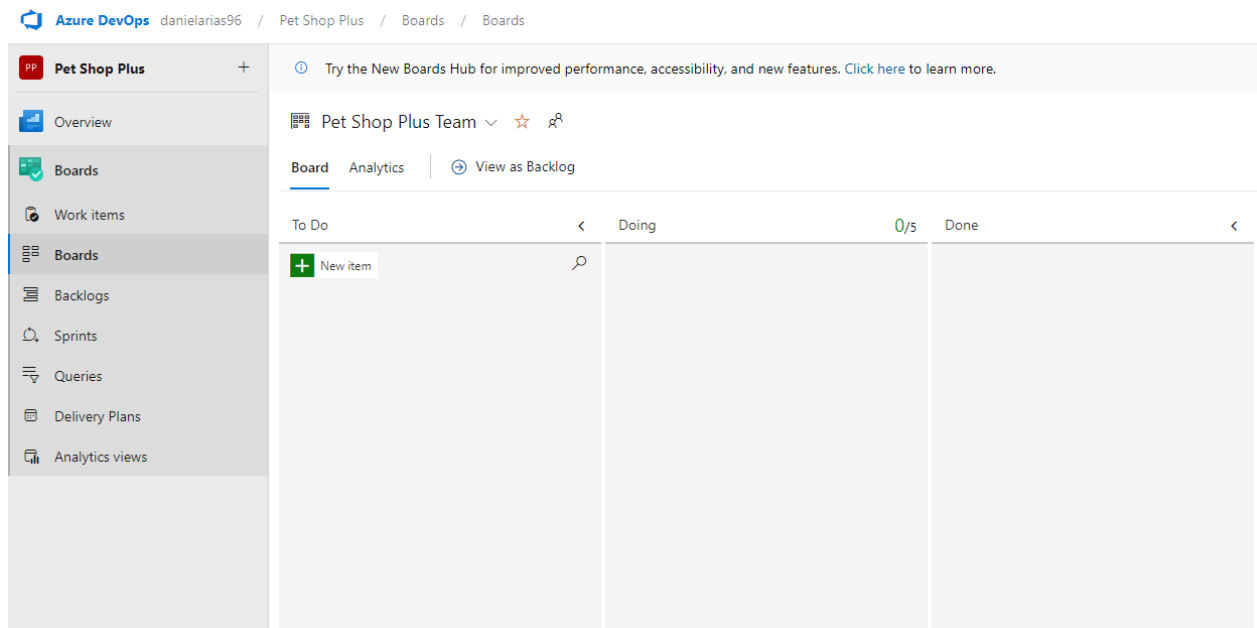 Azure DevOps danielarias96 / Pet Shop Plus / Boards / Boards
PP Pet Shop Plus +
Overview
Boards
Work items
Boards
Backlogs
Sprints
Queries
Delivery Plans
Analytics views
Try the New Boards Hub for improved performance, accessibility, and new features. Click here to learn more.
Pet Shop Plus Team
Board Analytics View as Backlog
To Do Doing 0/5 Done
New item